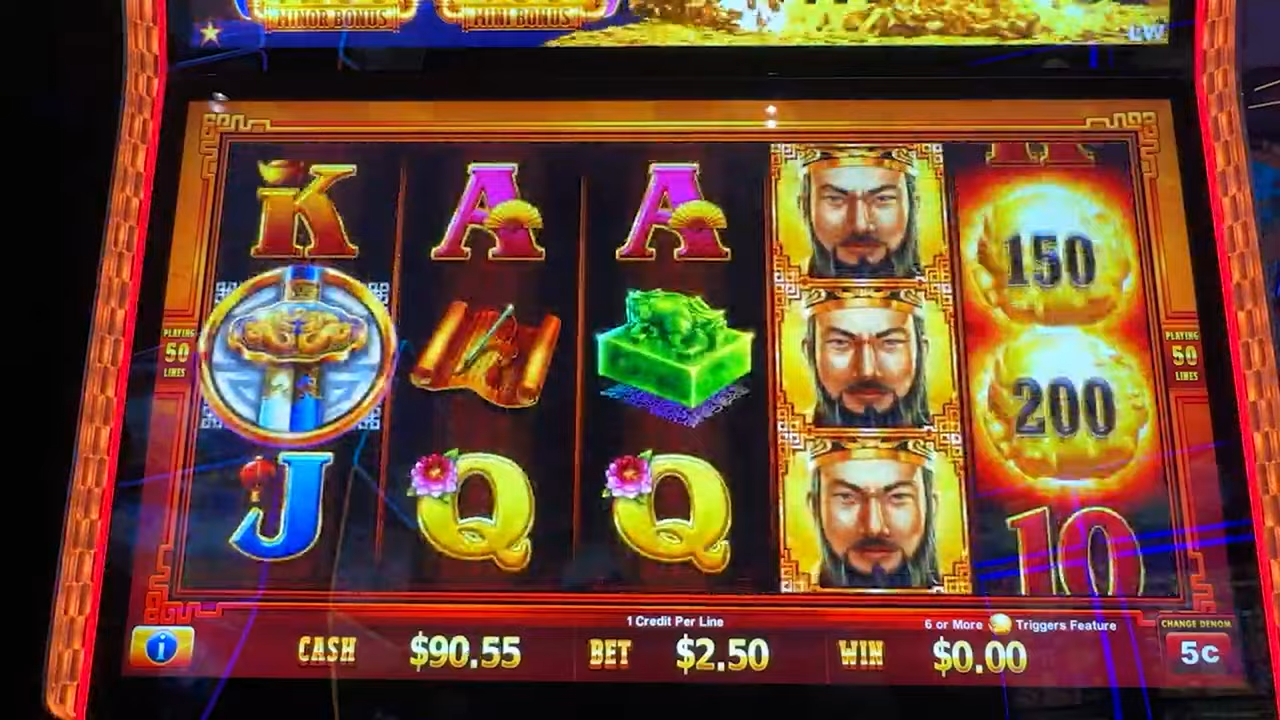 MINOR BONUS
MINI BONUS
LW
K
A
A
150
PLAYING
50
LINES
PLAYING
50
LINES
200
J
Q
Q
10
1 Credit Per Line
6 or More Triggers Feature
CHANGE DENOM
CASH
$90.55
BET
$2.50
WIN
$0.00
5¢